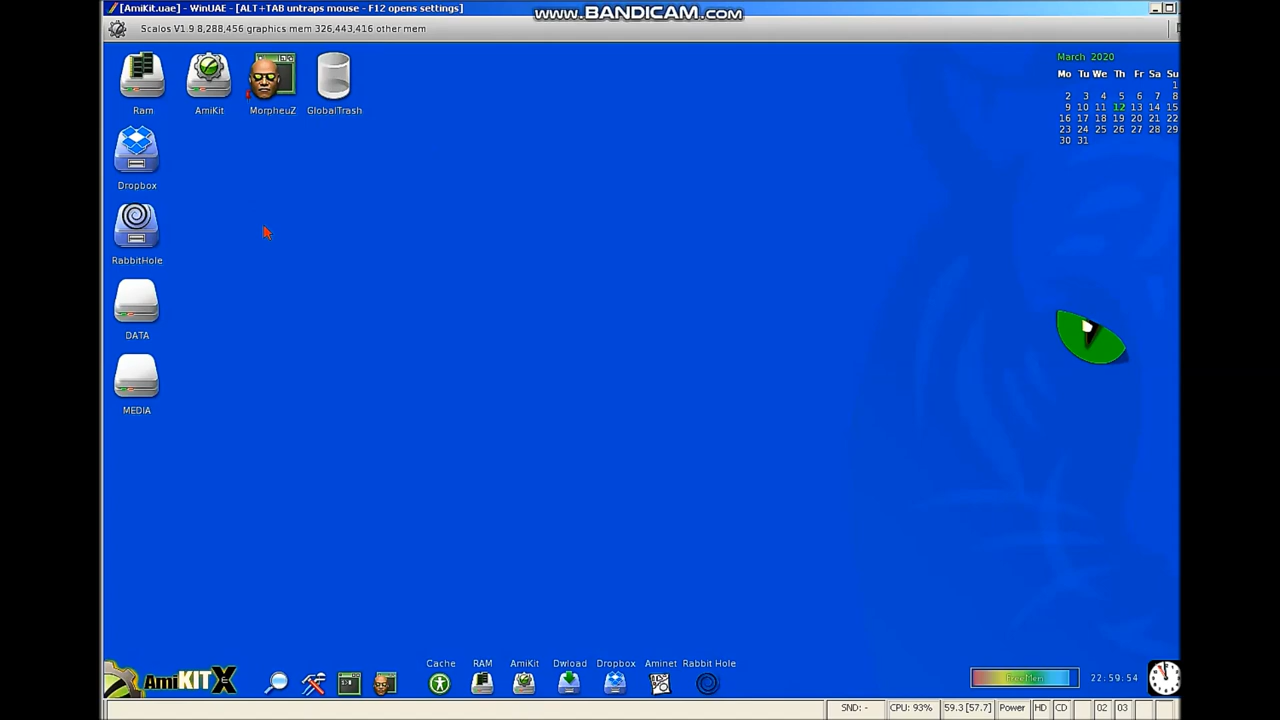 [AmiKit.uae] - WinUAE - [ALT+TAB untraps mouse - F12 opens settings]
www.BANDICAM.com
Scalos V1.9 8,288,456 graphics mem 326,443,416 other mem
Ram AmiKit MorpheuZ GlobalTrash
Dropbox
RabbitHole
DATA
MEDIA
March 2020
Mo Tu We Th Fr Sa Su
1
2 3 4 5 6 7 8
9 10 11 12 13 14 15
16 17 18 19 20 21 22
23 24 25 26 27 28 29
30 31
Cache RAM AmiKit Dwload Dropbox Aminet Rabbit Hole
AmiKIT X
FreeMem
22:59:54
SND: - CPU: 93% 59.3 [57.7] Power HD CD 02 03